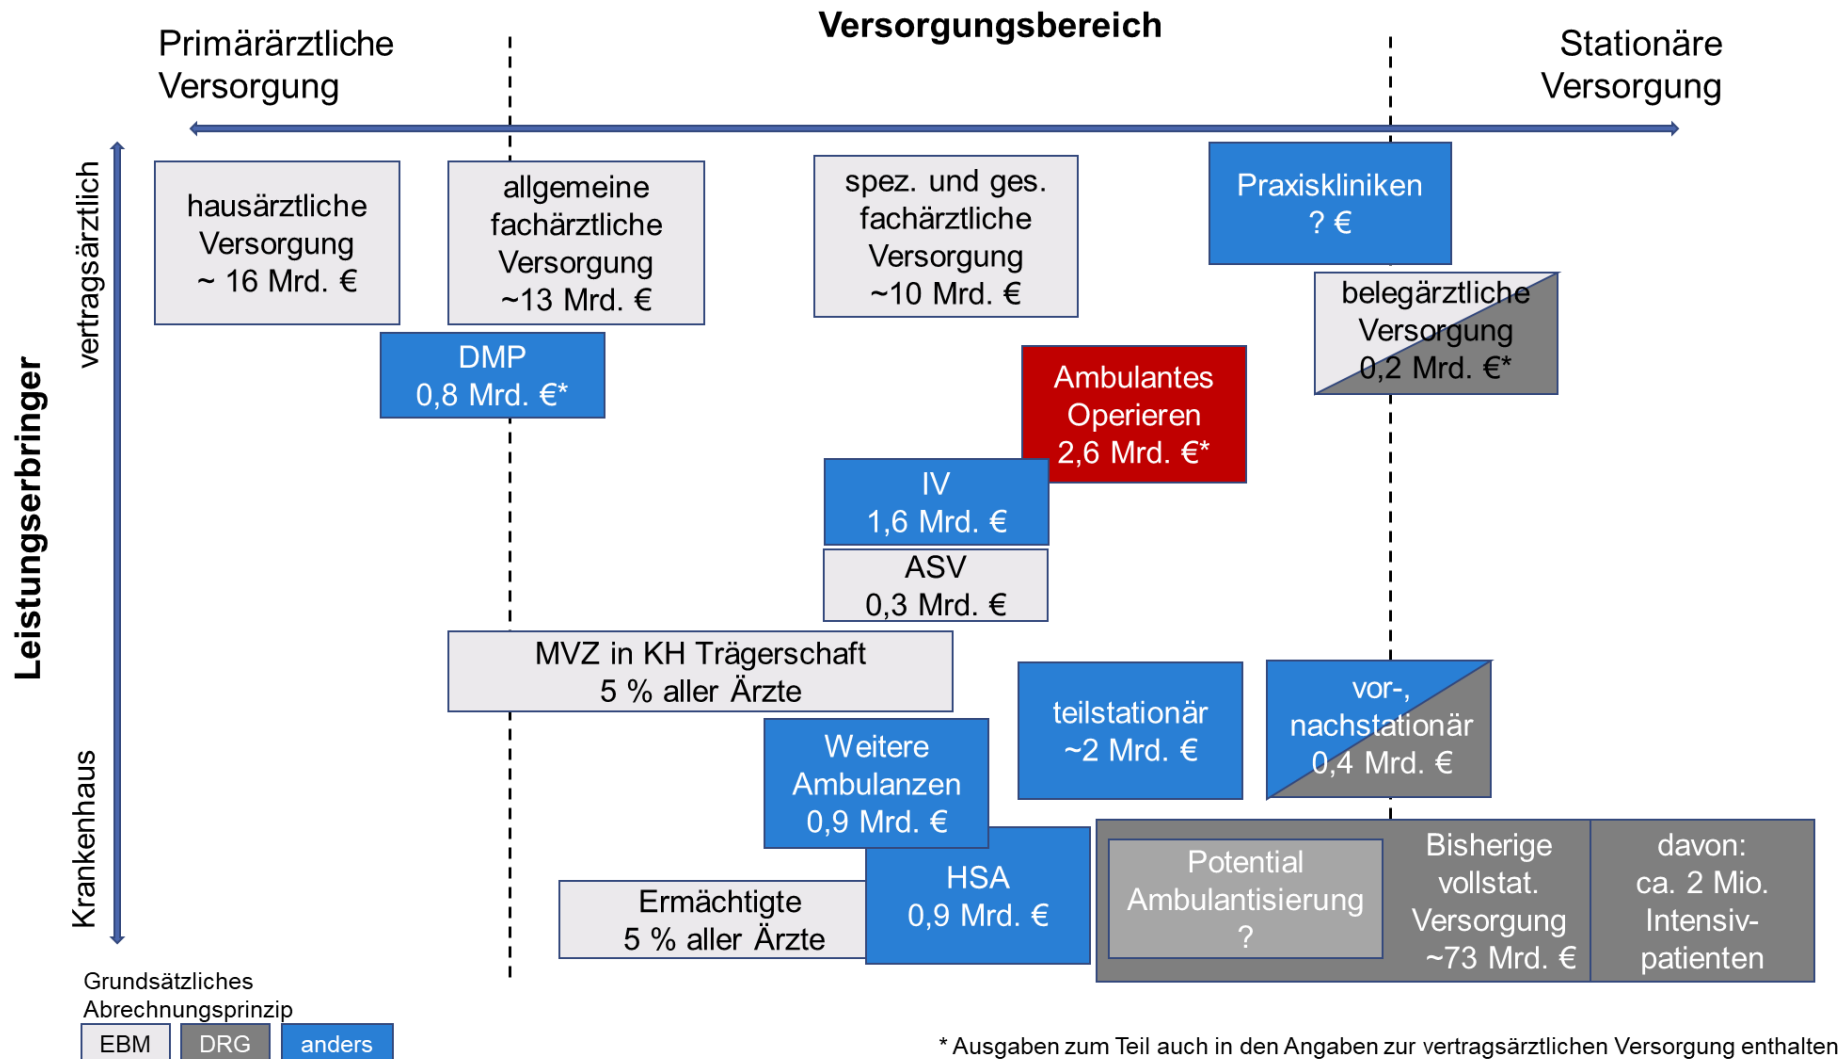 Versorgungsbereich
Primärärztliche
Versorgung
Stationäre
Versorgung
Leistungserbringer
vertragsärztlich
Krankenhaus
hausärztliche
Versorgung
~ 16 Mrd. €
allgemeine
fachärztliche
Versorgung
~13 Mrd. €
spez. und ges.
fachärztliche
Versorgung
~10 Mrd. €
Praxiskliniken
? €
belegärztliche
Versorgung
0,2 Mrd. €*
DMP
0,8 Mrd. €*
Ambulantes
Operieren
2,6 Mrd. €*
IV
1,6 Mrd. €
ASV
0,3 Mrd. €
MVZ in KH Trägerschaft
5 % aller Ärzte
teilstationär
~2 Mrd. €
vor-,
nachstationär
0,4 Mrd. €
Weitere
Ambulanzen
0,9 Mrd. €
HSA
0,9 Mrd. €
Ermächtigte
5 % aller Ärzte
Potential
Ambulantisierung
?
Bisherige
vollstat.
Versorgung
~73 Mrd. €
davon:
ca. 2 Mio.
Intensiv-
patienten
Grundsätzliches
Abrechnungsprinzip
EBM
DRG
anders
* Ausgaben zum Teil auch in den Angaben zur vertragsärztlichen Versorgung enthalten